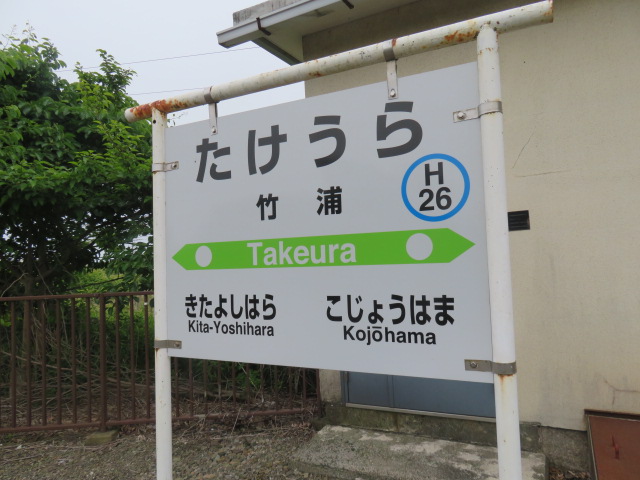 たけうら
竹浦
H
26
Takeura
きたよしはら
Kita-Yoshihara
こじょうはま
Kojōhama